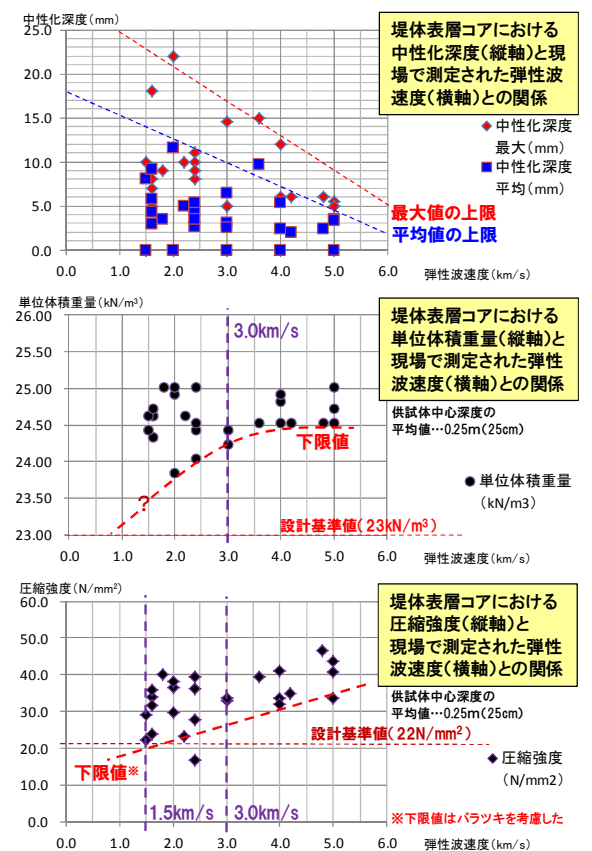 中性化深度(mm)
25.0
20.0
15.0
10.0
5.0
0.0
0.0 1.0 2.0 3.0 4.0 5.0 6.0
弾性波速度(km/s)
堤体表層コアにおける
中性化深度(縦軸)と現
場で測定された弾性波
速度(横軸)との関係
中性化深度
最大(mm)
中性化深度
平均(mm)
最大値の上限
平均値の上限
単位体積重量(kN/m³)
26.00
25.50
25.00
24.50
24.00
23.50
23.00
0.0 1.0 2.0 3.0 4.0 5.0 6.0
弾性波速度(km/s)
3.0km/s
堤体表層コアにおける
単位体積重量(縦軸)と
現場で測定された弾性
波速度(横軸)との関係
供試体中心深度の
平均値…0.25m(25cm)
下限値
?
単位体積重量
(kN/m3)
設計基準値(23kN/m³)
圧縮強度(N/mm²)
60.0
50.0
40.0
30.0
20.0
10.0
0.0
0.0 1.0 2.0 3.0 4.0 5.0 6.0
弾性波速度(km/s)
堤体表層コアにおける
圧縮強度(縦軸)と
現場で測定された弾性
波速度(横軸)との関係
供試体中心深度の
平均値…0.25m(25cm)
設計基準値(22N/mm²)
下限値※
圧縮強度
(N/mm2)
1.5km/s
3.0km/s
※下限値はバラツキを考慮した